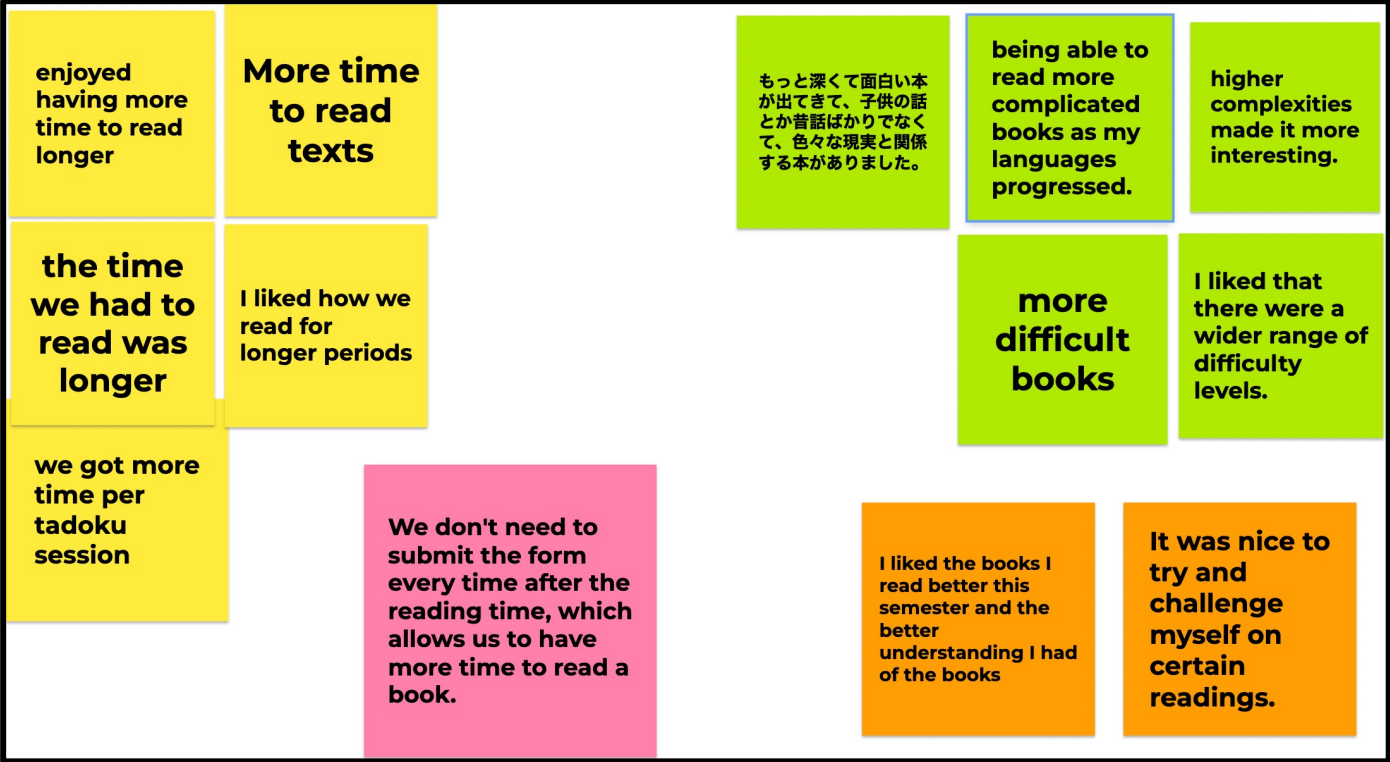 enjoyed
having more
time to read
longer
More time
to read
texts
the time
we had to
read was
longer
I liked how we
read for
longer periods
we got more
time per
tadoku
session
We don't need to
submit the form
every time after the
reading time, which
allows us to have
more time to read a
book.
もっと深くて面白い本
が出てきて、子供の話
とか昔話ばかりでなく
て、色々な現実と関係
する本がありました。
being able to
read more
complicated
books as my
languages
progressed.
higher
complexities
made it more
interesting.
more
difficult
books
I liked that
there were a
wider range of
difficulty
levels.
I liked the books I
read better this
semester and the
better
understanding I had
of the books
It was nice to
try and
challenge
myself on
certain
readings.